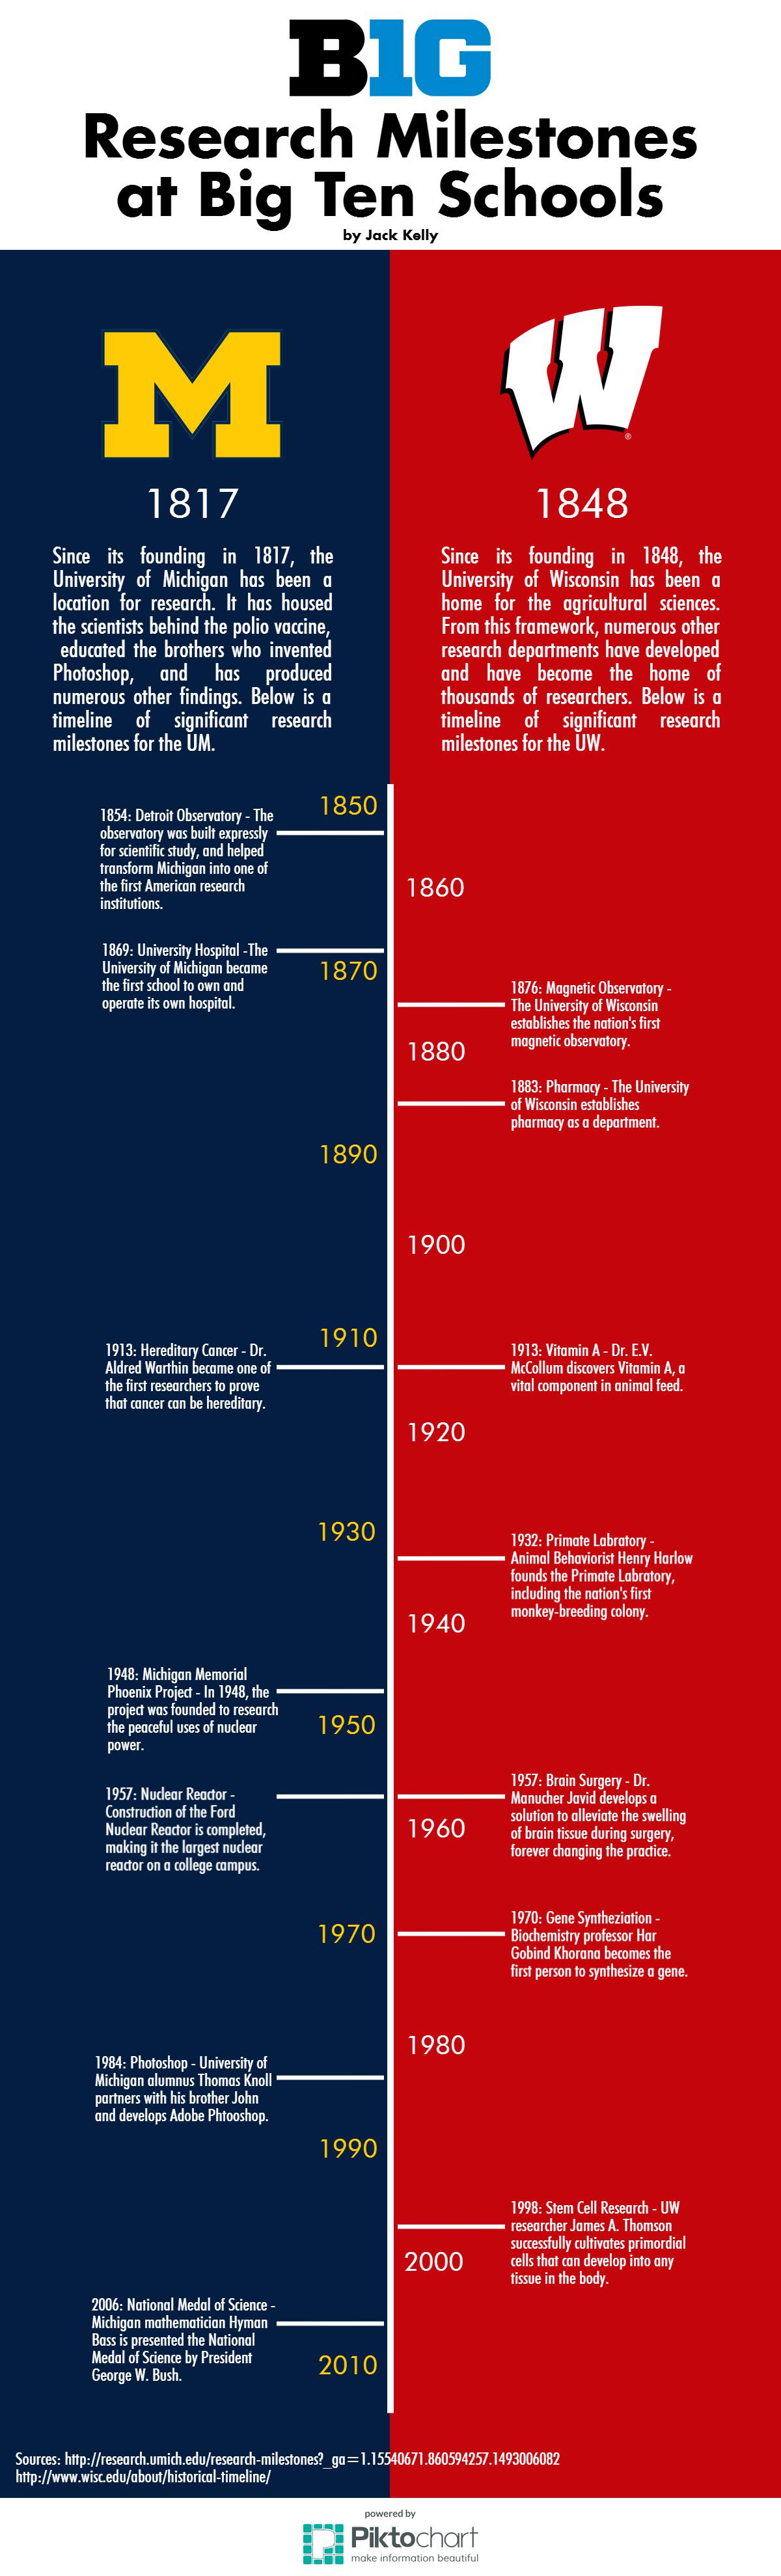 B1G
Research Milestones
at Big Ten Schools
by Jack Kelly
M
1817
Since its founding in 1817, the
University of Michigan has been a
location for research. It has housed
the scientists behind the polio vaccine,
educated the brothers who invented
Photoshop, and has produced
numerous other findings. Below is a
timeline of significant research
milestones for the UM.
W
®
1848
Since its founding in 1848, the
University of Wisconsin has been a
home for the agricultural sciences.
From this framework, numerous other
research departments have developed
and have become the home of
thousands of researchers. Below is a
timeline of significant research
milestones for the UW.
1850
1854: Detroit Observatory - The
observatory was built expressly
for scientific study, and helped
transform Michigan into one of
the first American research
institutions.
1860
1869: University Hospital -The
University of Michigan became
the first school to own and
operate its own hospital.
1870
1876: Magnetic Observatory -
The University of Wisconsin
establishes the nation's first
magnetic observatory.
1880
1883: Pharmacy - The University
of Wisconsin establishes
pharmacy as a department.
1890
1900
1910
1913: Hereditary Cancer - Dr.
Aldred Warthin became one of
the first researchers to prove
that cancer can be hereditary.
1913: Vitamin A - Dr. E.V.
McCollum discovers Vitamin A, a
vital component in animal feed.
1920
1930
1932: Primate Labratory -
Animal Behaviorist Henry Harlow
founds the Primate Labratory,
including the nation's first
monkey-breeding colony.
1940
1948: Michigan Memorial
Phoenix Project - In 1948, the
project was founded to research
the peaceful uses of nuclear
power.
1950
1957: Nuclear Reactor -
Construction of the Ford
Nuclear Reactor is completed,
making it the largest nuclear
reactor on a college campus.
1957: Brain Surgery - Dr.
Manucher Javid develops a
solution to alleviate the swelling
of brain tissue during surgery,
forever changing the practice.
1960
1970
1970: Gene Syntheziation -
Biochemistry professor Har
Gobind Khorana becomes the
first person to synthesize a gene.
1980
1984: Photoshop - University of
Michigan alumnus Thomas Knoll
partners with his brother John
and develops Adobe Phtooshop.
1990
1998: Stem Cell Research - UW
researcher James A. Thomson
successfully cultivates primordial
cells that can develop into any
tissue in the body.
2000
2006: National Medal of Science -
Michigan mathematician Hyman
Bass is presented the National
Medal of Science by President
George W. Bush.
2010
Sources: http://research.umich.edu/research-milestones?_ga=1.15540671.860594257.1493006082
http://www.wisc.edu/about/historical-timeline/
powered by
Piktochart
make information beautiful